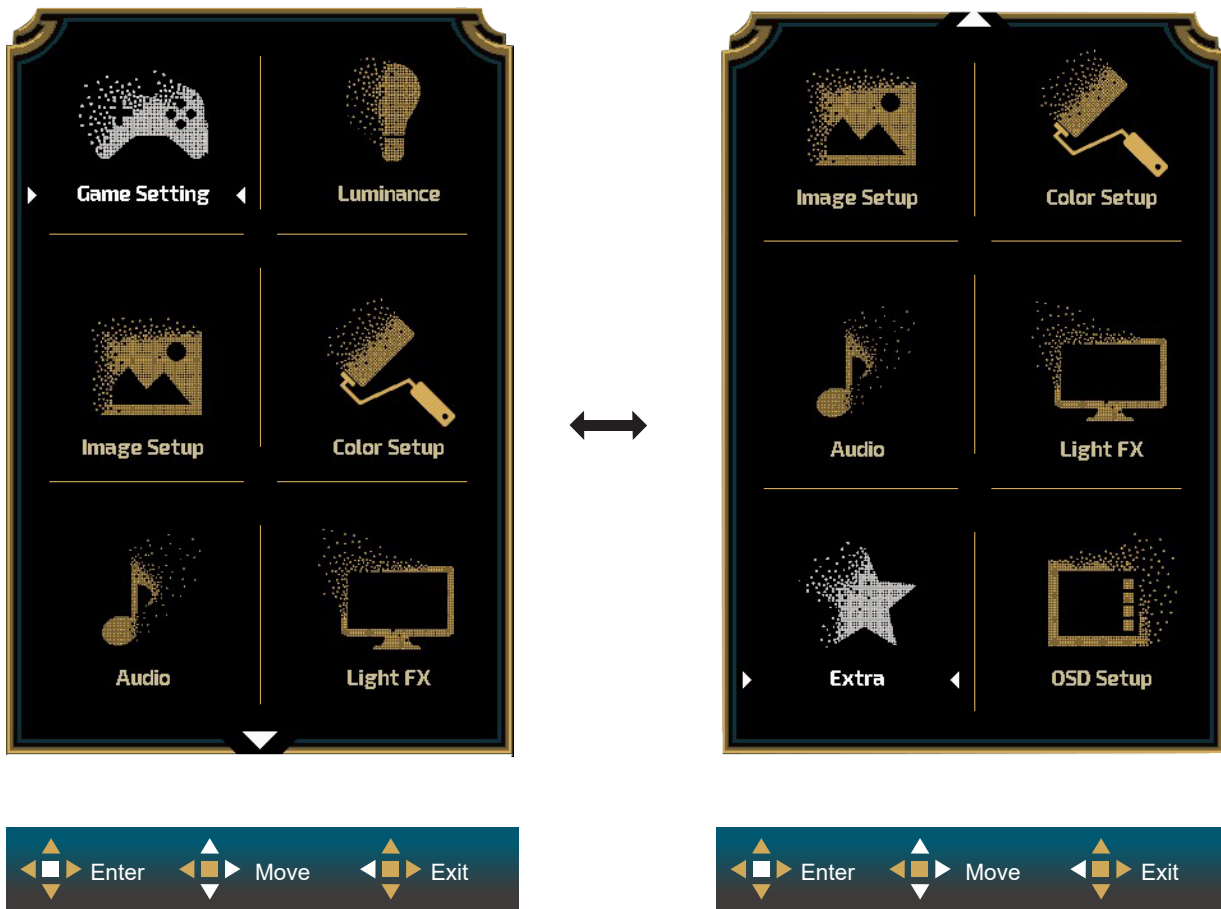 Game Setting
Luminance
Image Setup
Color Setup
Audio
Light FX
Enter
Move
Exit
Image Setup
Color Setup
Audio
Light FX
Extra
OSD Setup
Enter
Move
Exit